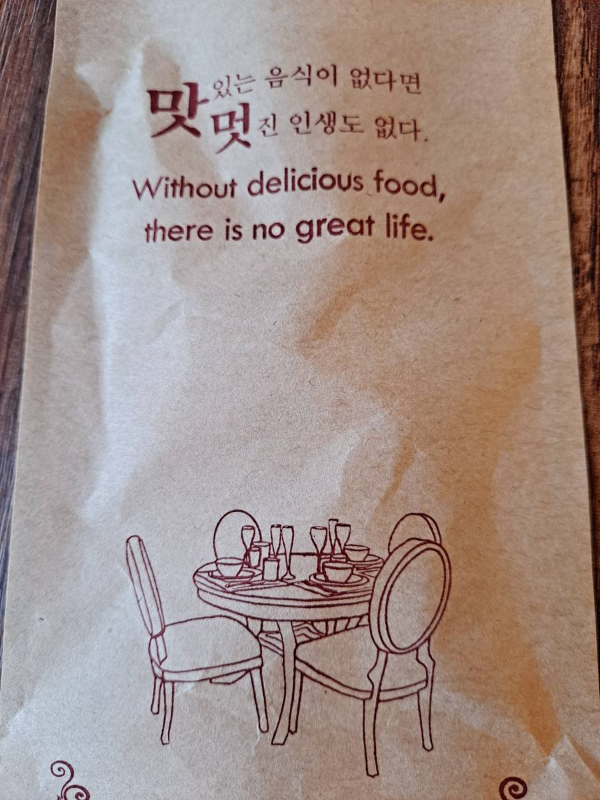 맛있는 음식이 없다면
멋진 인생도 없다.
Without delicious food,
there is no great life.